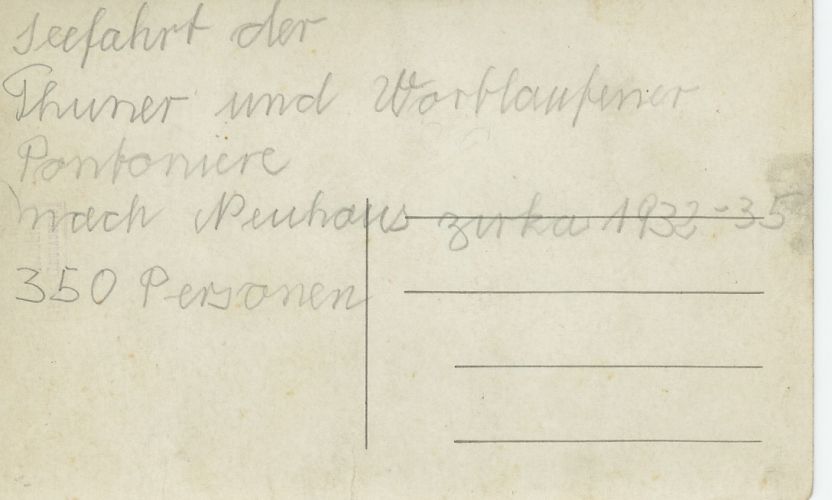 Seefahrt der
Thuner und Worblaufener
Pontoniere
nach Neuhaus zirka 1932-35
350 Personen